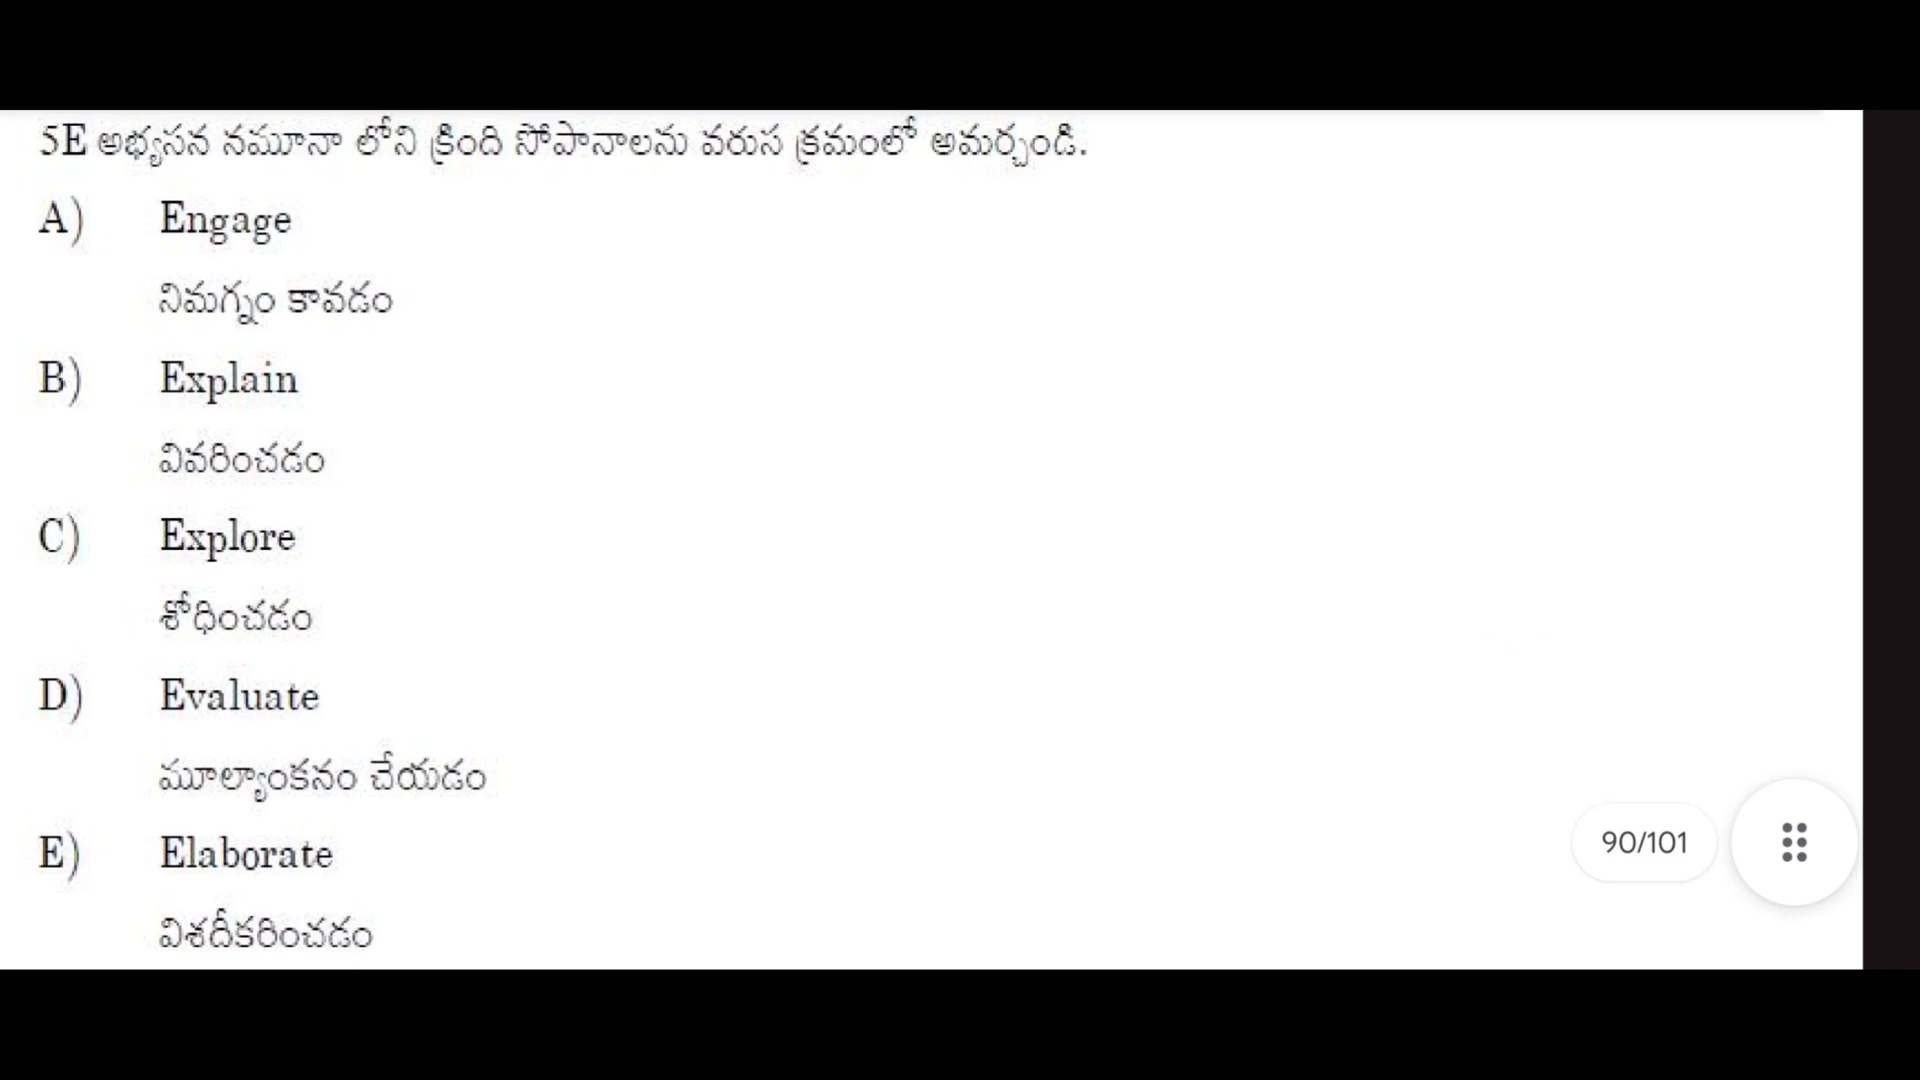 5E అభ్యసన నమూనా లోని క్రింది సోపానాలను వరుస క్రమంలో అమర్చండి.
A) Engage
నిమగ్నం కావడం
B) Explain
వివరించడం
C) Explore
శోధించడం
D) Evaluate
మూల్యాంకనం చేయడం
E) Elaborate
విశదీకరించడం
90/101